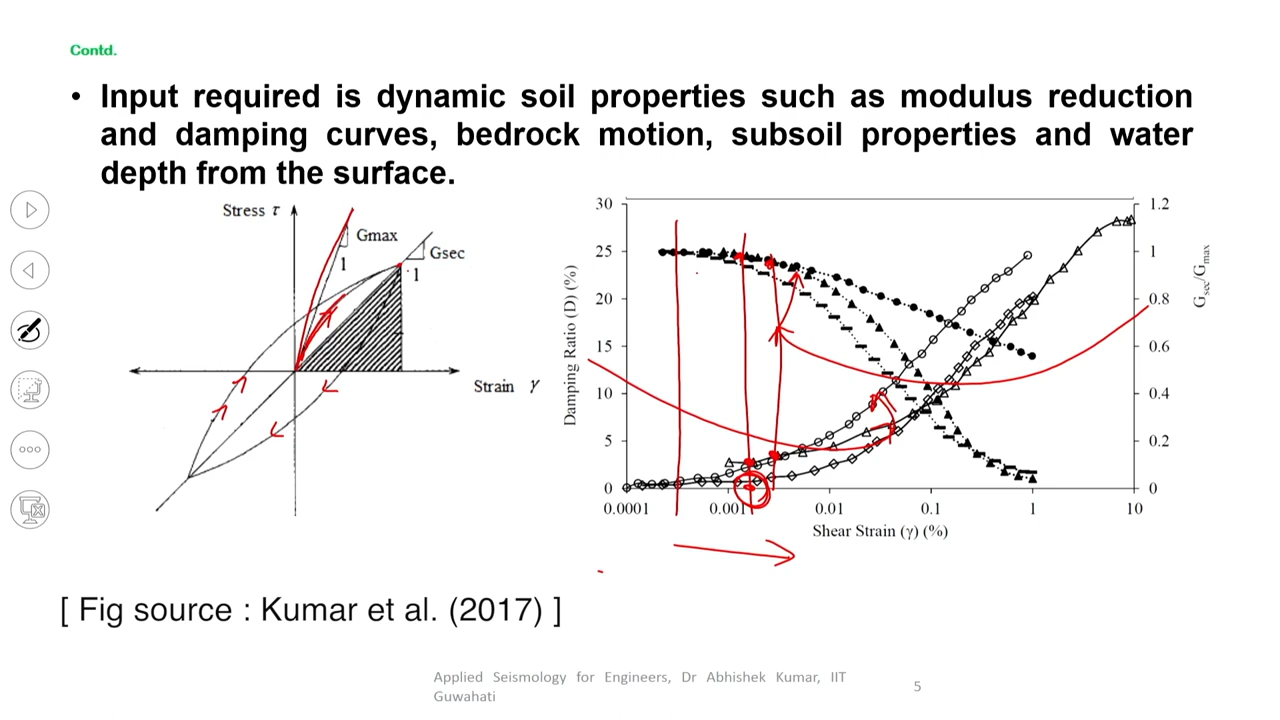 Contd.
• Input required is dynamic soil properties such as modulus reduction
and damping curves, bedrock motion, subsoil properties and water
depth from the surface.
Stress τ
Gmax
1
Gsec
1
Strain γ
30
25
20
15
10
5
0
Damping Ratio (D) (%)
1.2
1
0.8
0.6
0.4
0.2
0
Gsec/Gmax
0.0001 0.001 0.01 0.1 1 10
Shear Strain (γ) (%)
[ Fig source : Kumar et al. (2017) ]
Applied Seismology for Engineers, Dr Abhishek Kumar, IIT
Guwahati
5